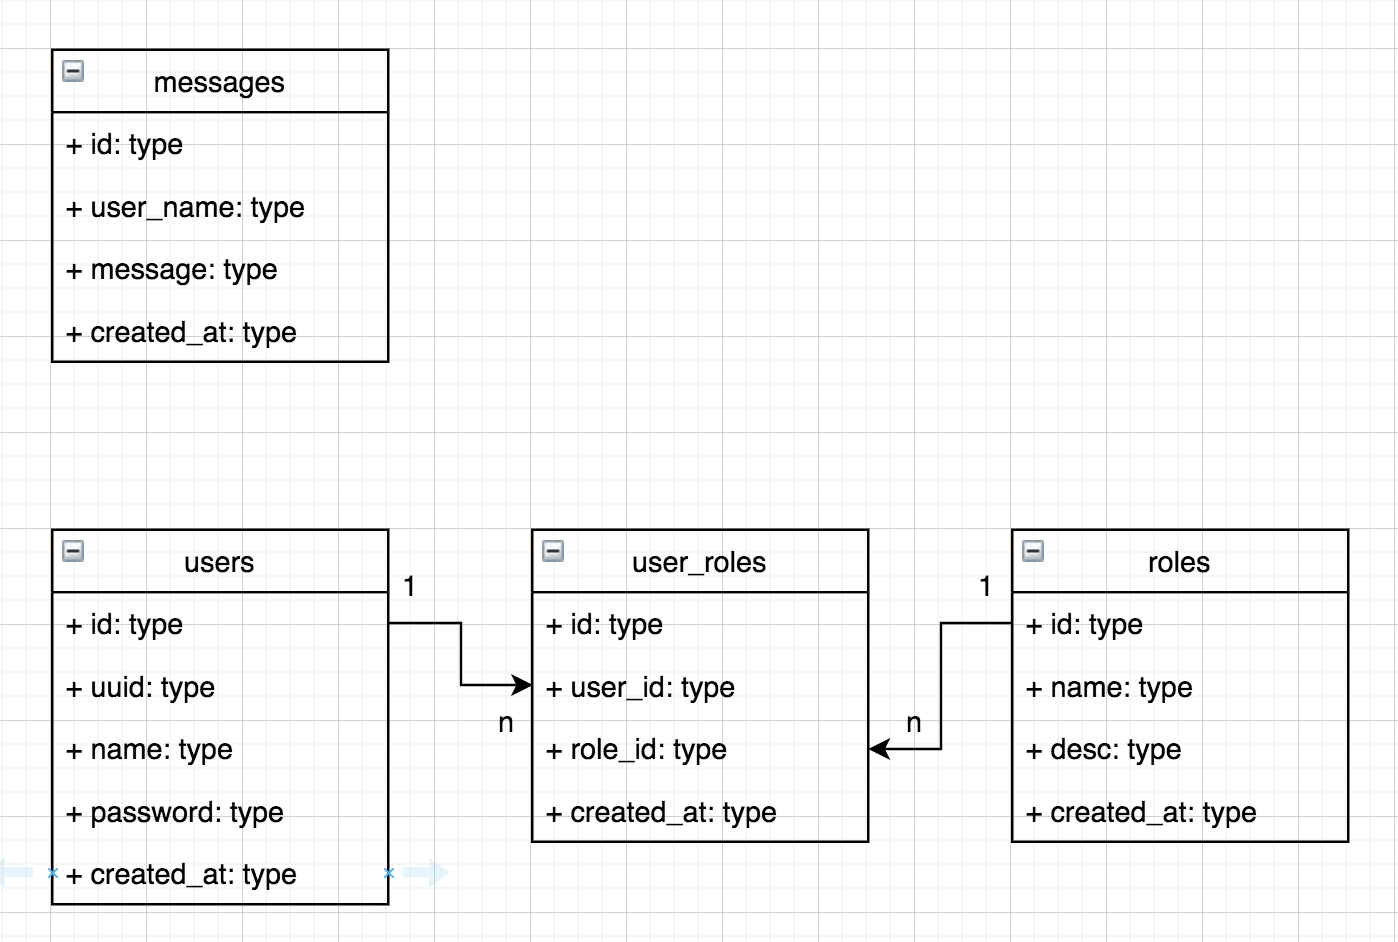 messages
+ id: type
+ user_name: type
+ message: type
+ created_at: type
users
+ id: type
+ uuid: type
+ name: type
+ password: type
+ created_at: type
1
n
user_roles
+ id: type
+ user_id: type
+ role_id: type
+ created_at: type
1
n
roles
+ id: type
+ name: type
+ desc: type
+ created_at: type